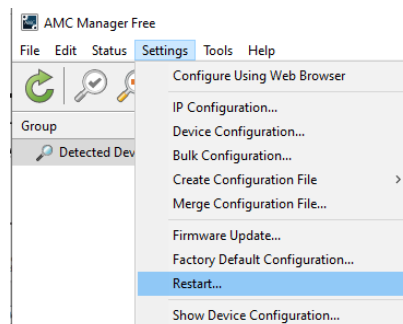 AMC Manager Free
File Edit Status Settings Tools Help
Configure Using Web Browser
IP Configuration...
Group
Device Configuration...
Detected Dev
Bulk Configuration...
Create Configuration File >
Merge Configuration File...
Firmware Update...
Factory Default Configuration...
Restart...
Show Device Configuration...